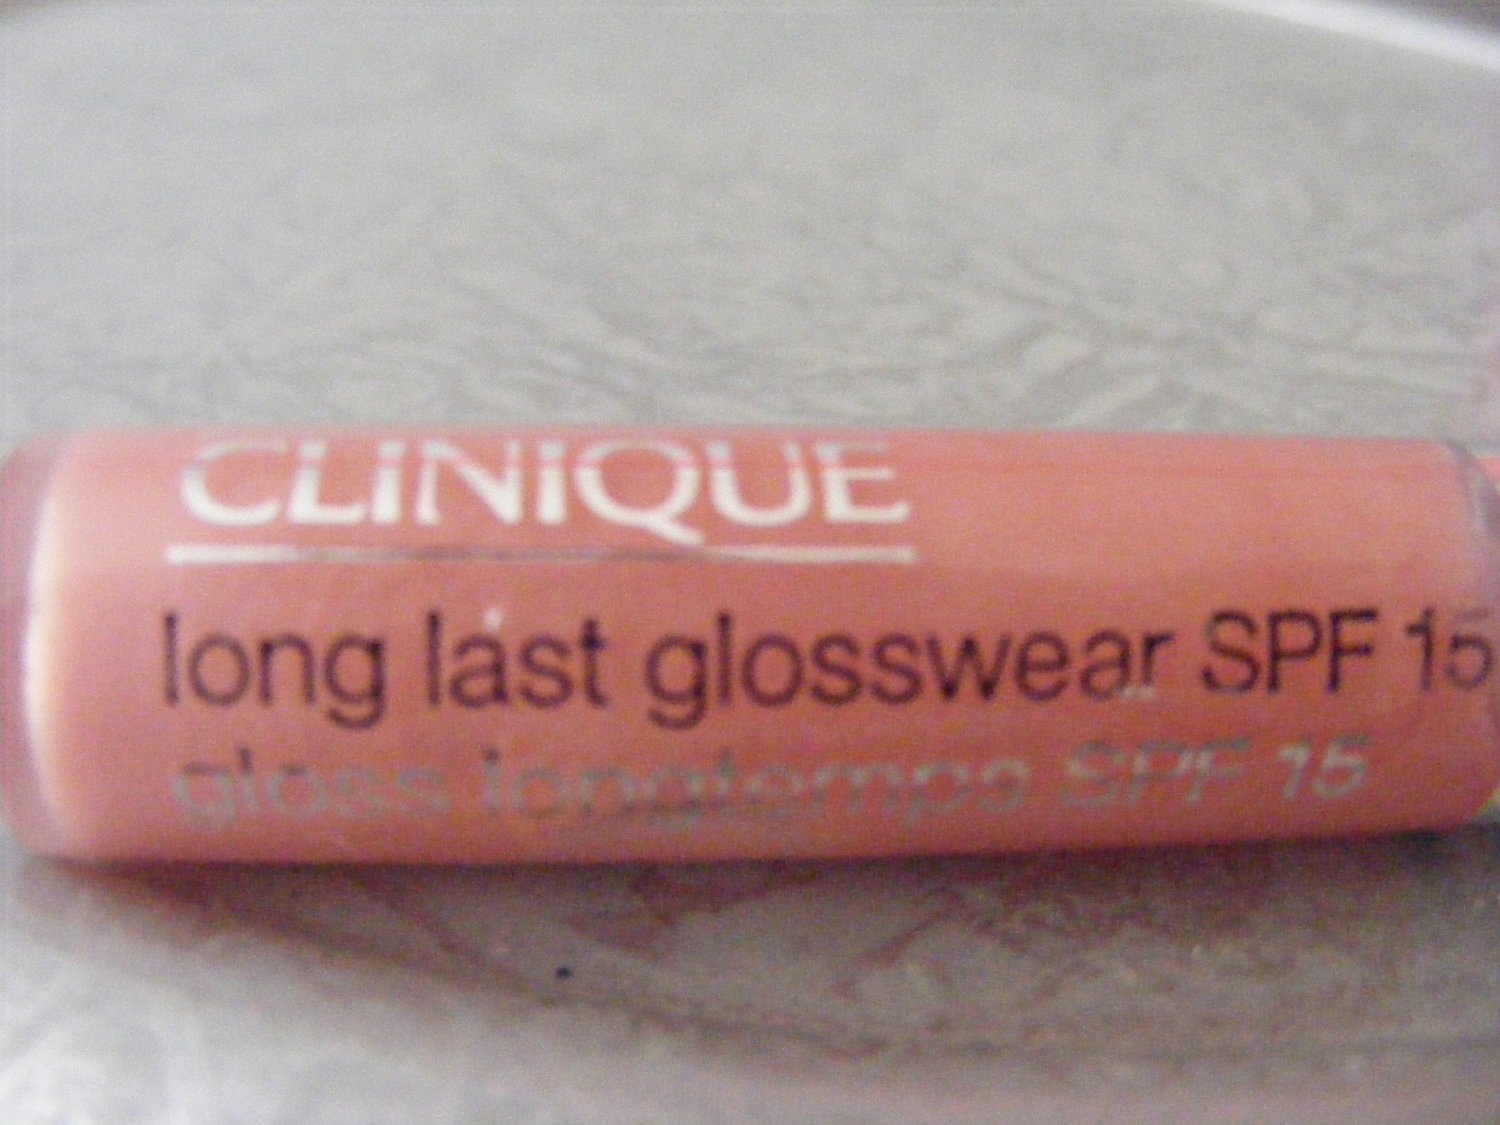 CLINIQUE
long last glosswear SPF 15
gloss longtemps SPF 15